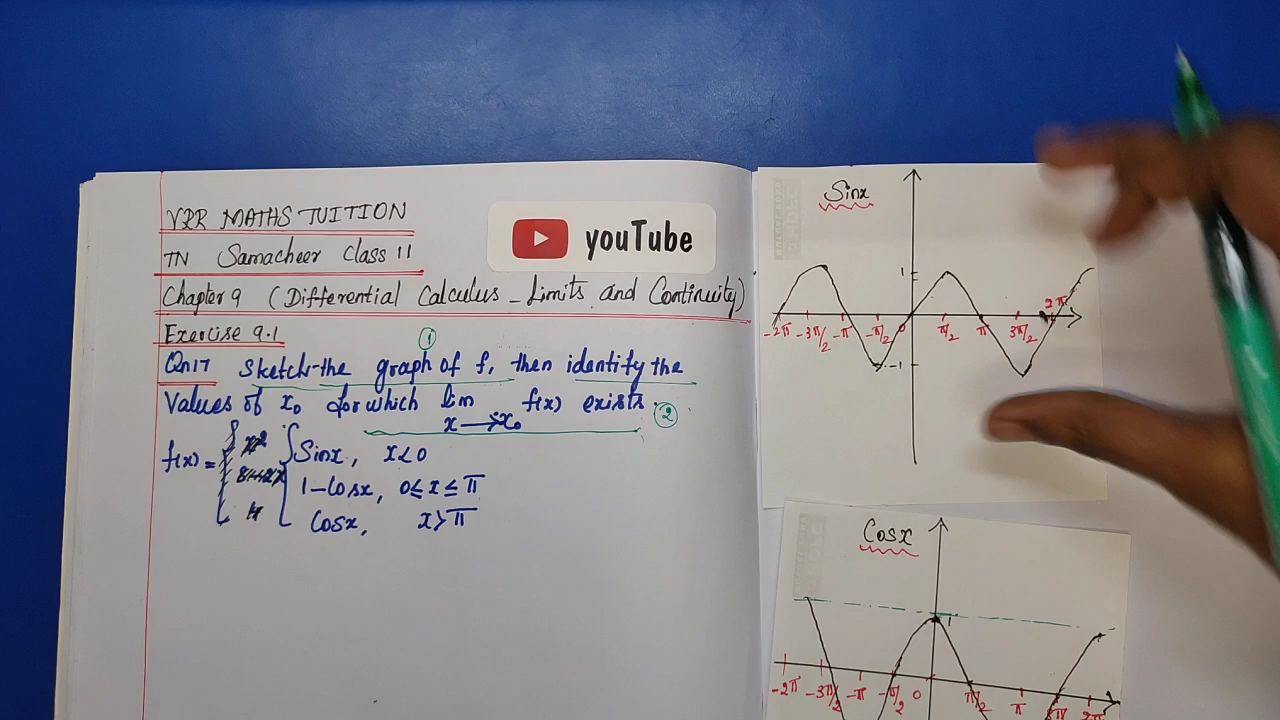 VRR MATHS TUITION
TN Samacheer Class 11
Chapter 9 (Differential Calculus - Limits and Continuity)
Exercise 9.1
Qn17 Sketch the graph of f, then identify the
①
Values of x₀ for which lim f(x) exists. ②
x→x₀
f(x) = { Sinx, x<0
1-Cosx, 0≤x≤π
Cosx, x>π
youTube
Sinx
1
-2π -3π/2 -π -π/2 0 π/2 π 3π/2 2π
-1
Cosx
1
-2π -3π/2 -π -π/2 0 π/2 π 3π 2π